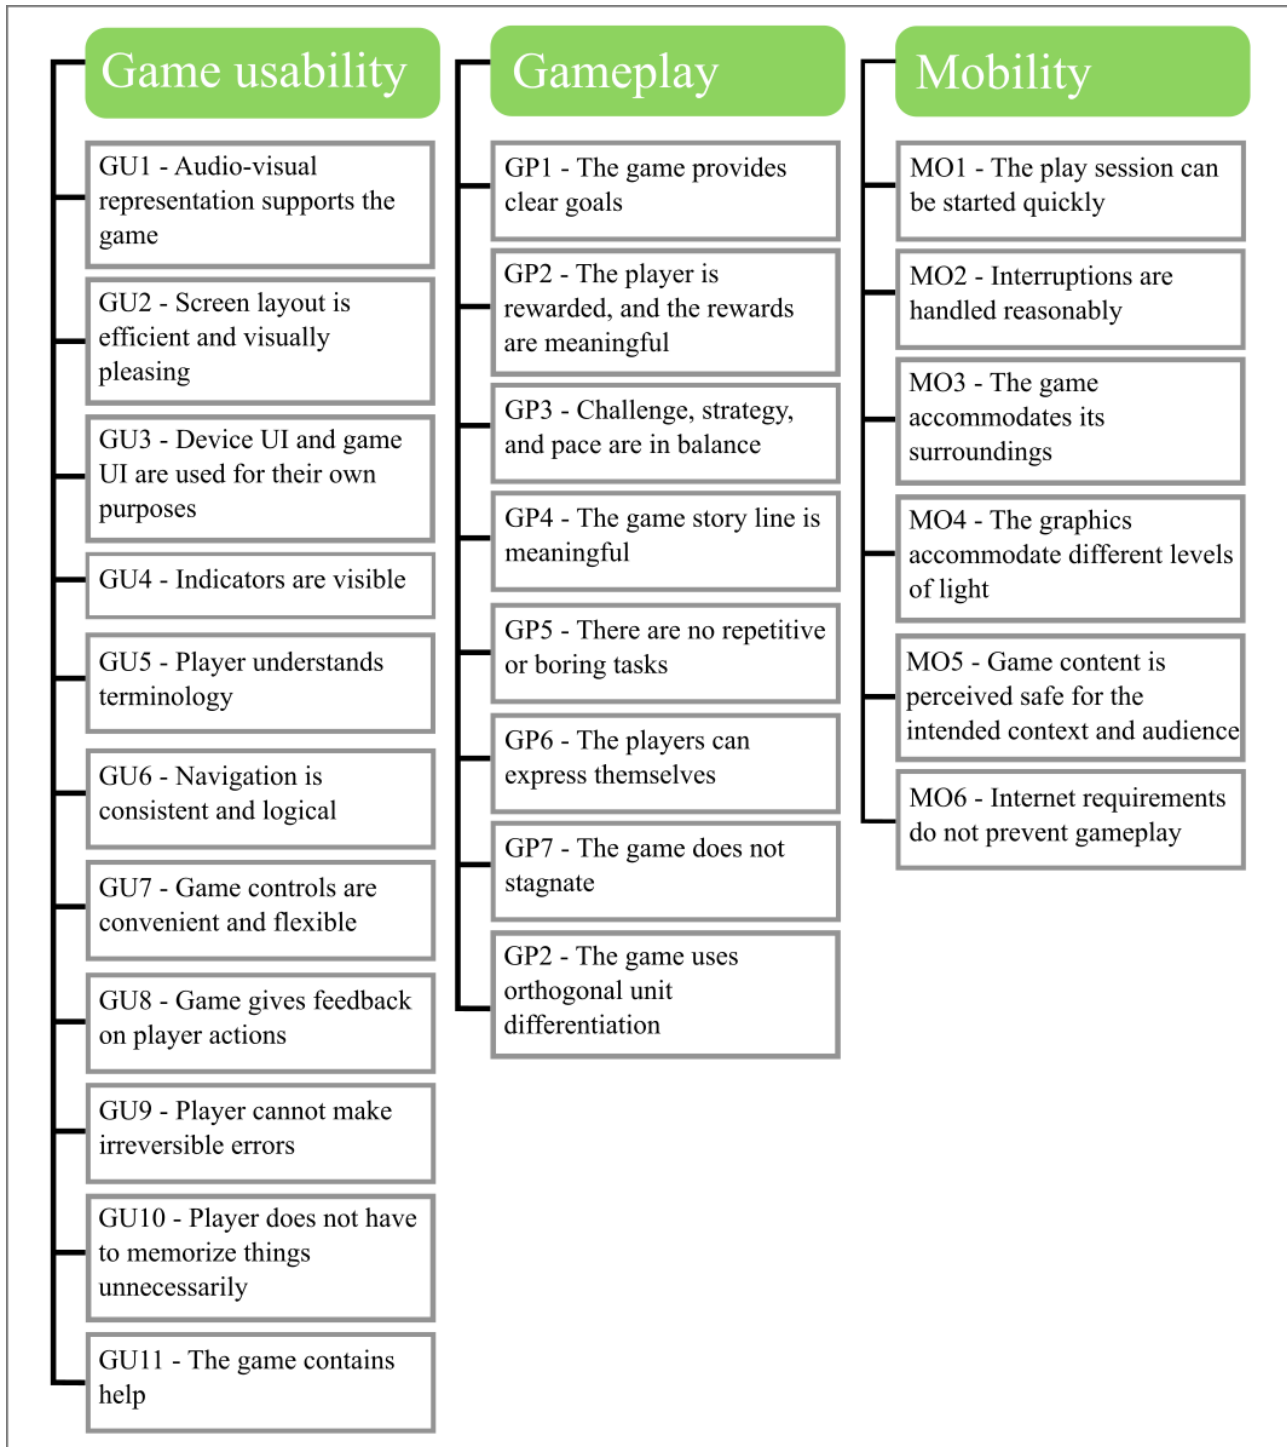 Game usability
GU1 - Audio-visual
representation supports the
game
GU2 - Screen layout is
efficient and visually
pleasing
GU3 - Device UI and game
UI are used for their own
purposes
GU4 - Indicators are visible
GU5 - Player understands
terminology
GU6 - Navigation is
consistent and logical
GU7 - Game controls are
convenient and flexible
GU8 - Game gives feedback
on player actions
GU9 - Player cannot make
irreversible errors
GU10 - Player does not have
to memorize things
unnecessarily
GU11 - The game contains
help
Gameplay
GP1 - The game provides
clear goals
GP2 - The player is
rewarded, and the rewards
are meaningful
GP3 - Challenge, strategy,
and pace are in balance
GP4 - The game story line is
meaningful
GP5 - There are no repetitive
or boring tasks
GP6 - The players can
express themselves
GP7 - The game does not
stagnate
GP2 - The game uses
orthogonal unit
differentiation
Mobility
MO1 - The play session can
be started quickly
MO2 - Interruptions are
handled reasonably
MO3 - The game
accommodates its
surroundings
MO4 - The graphics
accommodate different levels
of light
MO5 - Game content is
perceived safe for the
intended context and audience
MO6 - Internet requirements
do not prevent gameplay